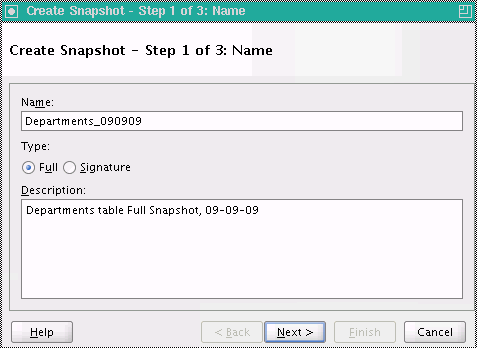 Create Snapshot - Step 1 of 3: Name
Create Snapshot - Step 1 of 3: Name
Name:
Departments_090909
Type:
Full Signature
Description:
Departments table Full Snapshot, 09-09-09
Help < Back Next > Finish Cancel